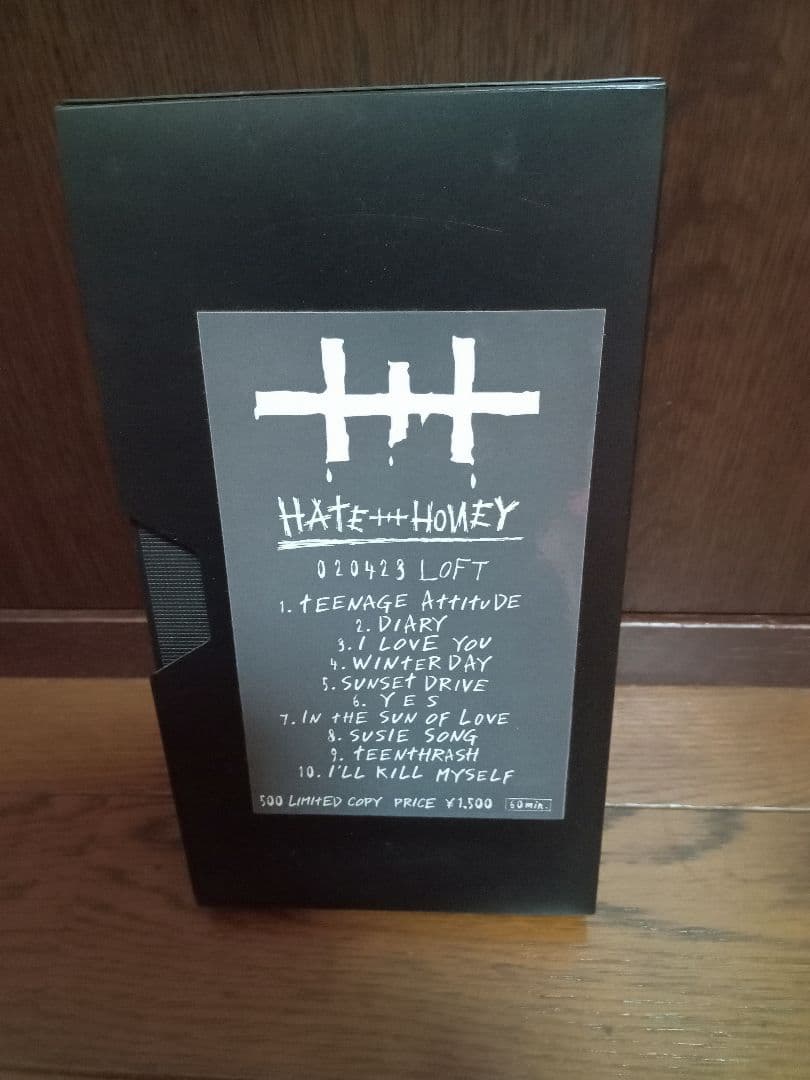 HATE+++HONEY
020423 LOFT
1. TEENAGE ATTITUDE
2. DIARY
3. I LOVE YOU
4. WINTER DAY
5. SUNSET DRIVE
6. YES
7. IN THE SUN OF LOVE
8. SUSIE SONG
9. TEENTHRASH
10. I'LL KILL MYSELF
500 LIMITED COPY PRICE ¥1,500 60min.